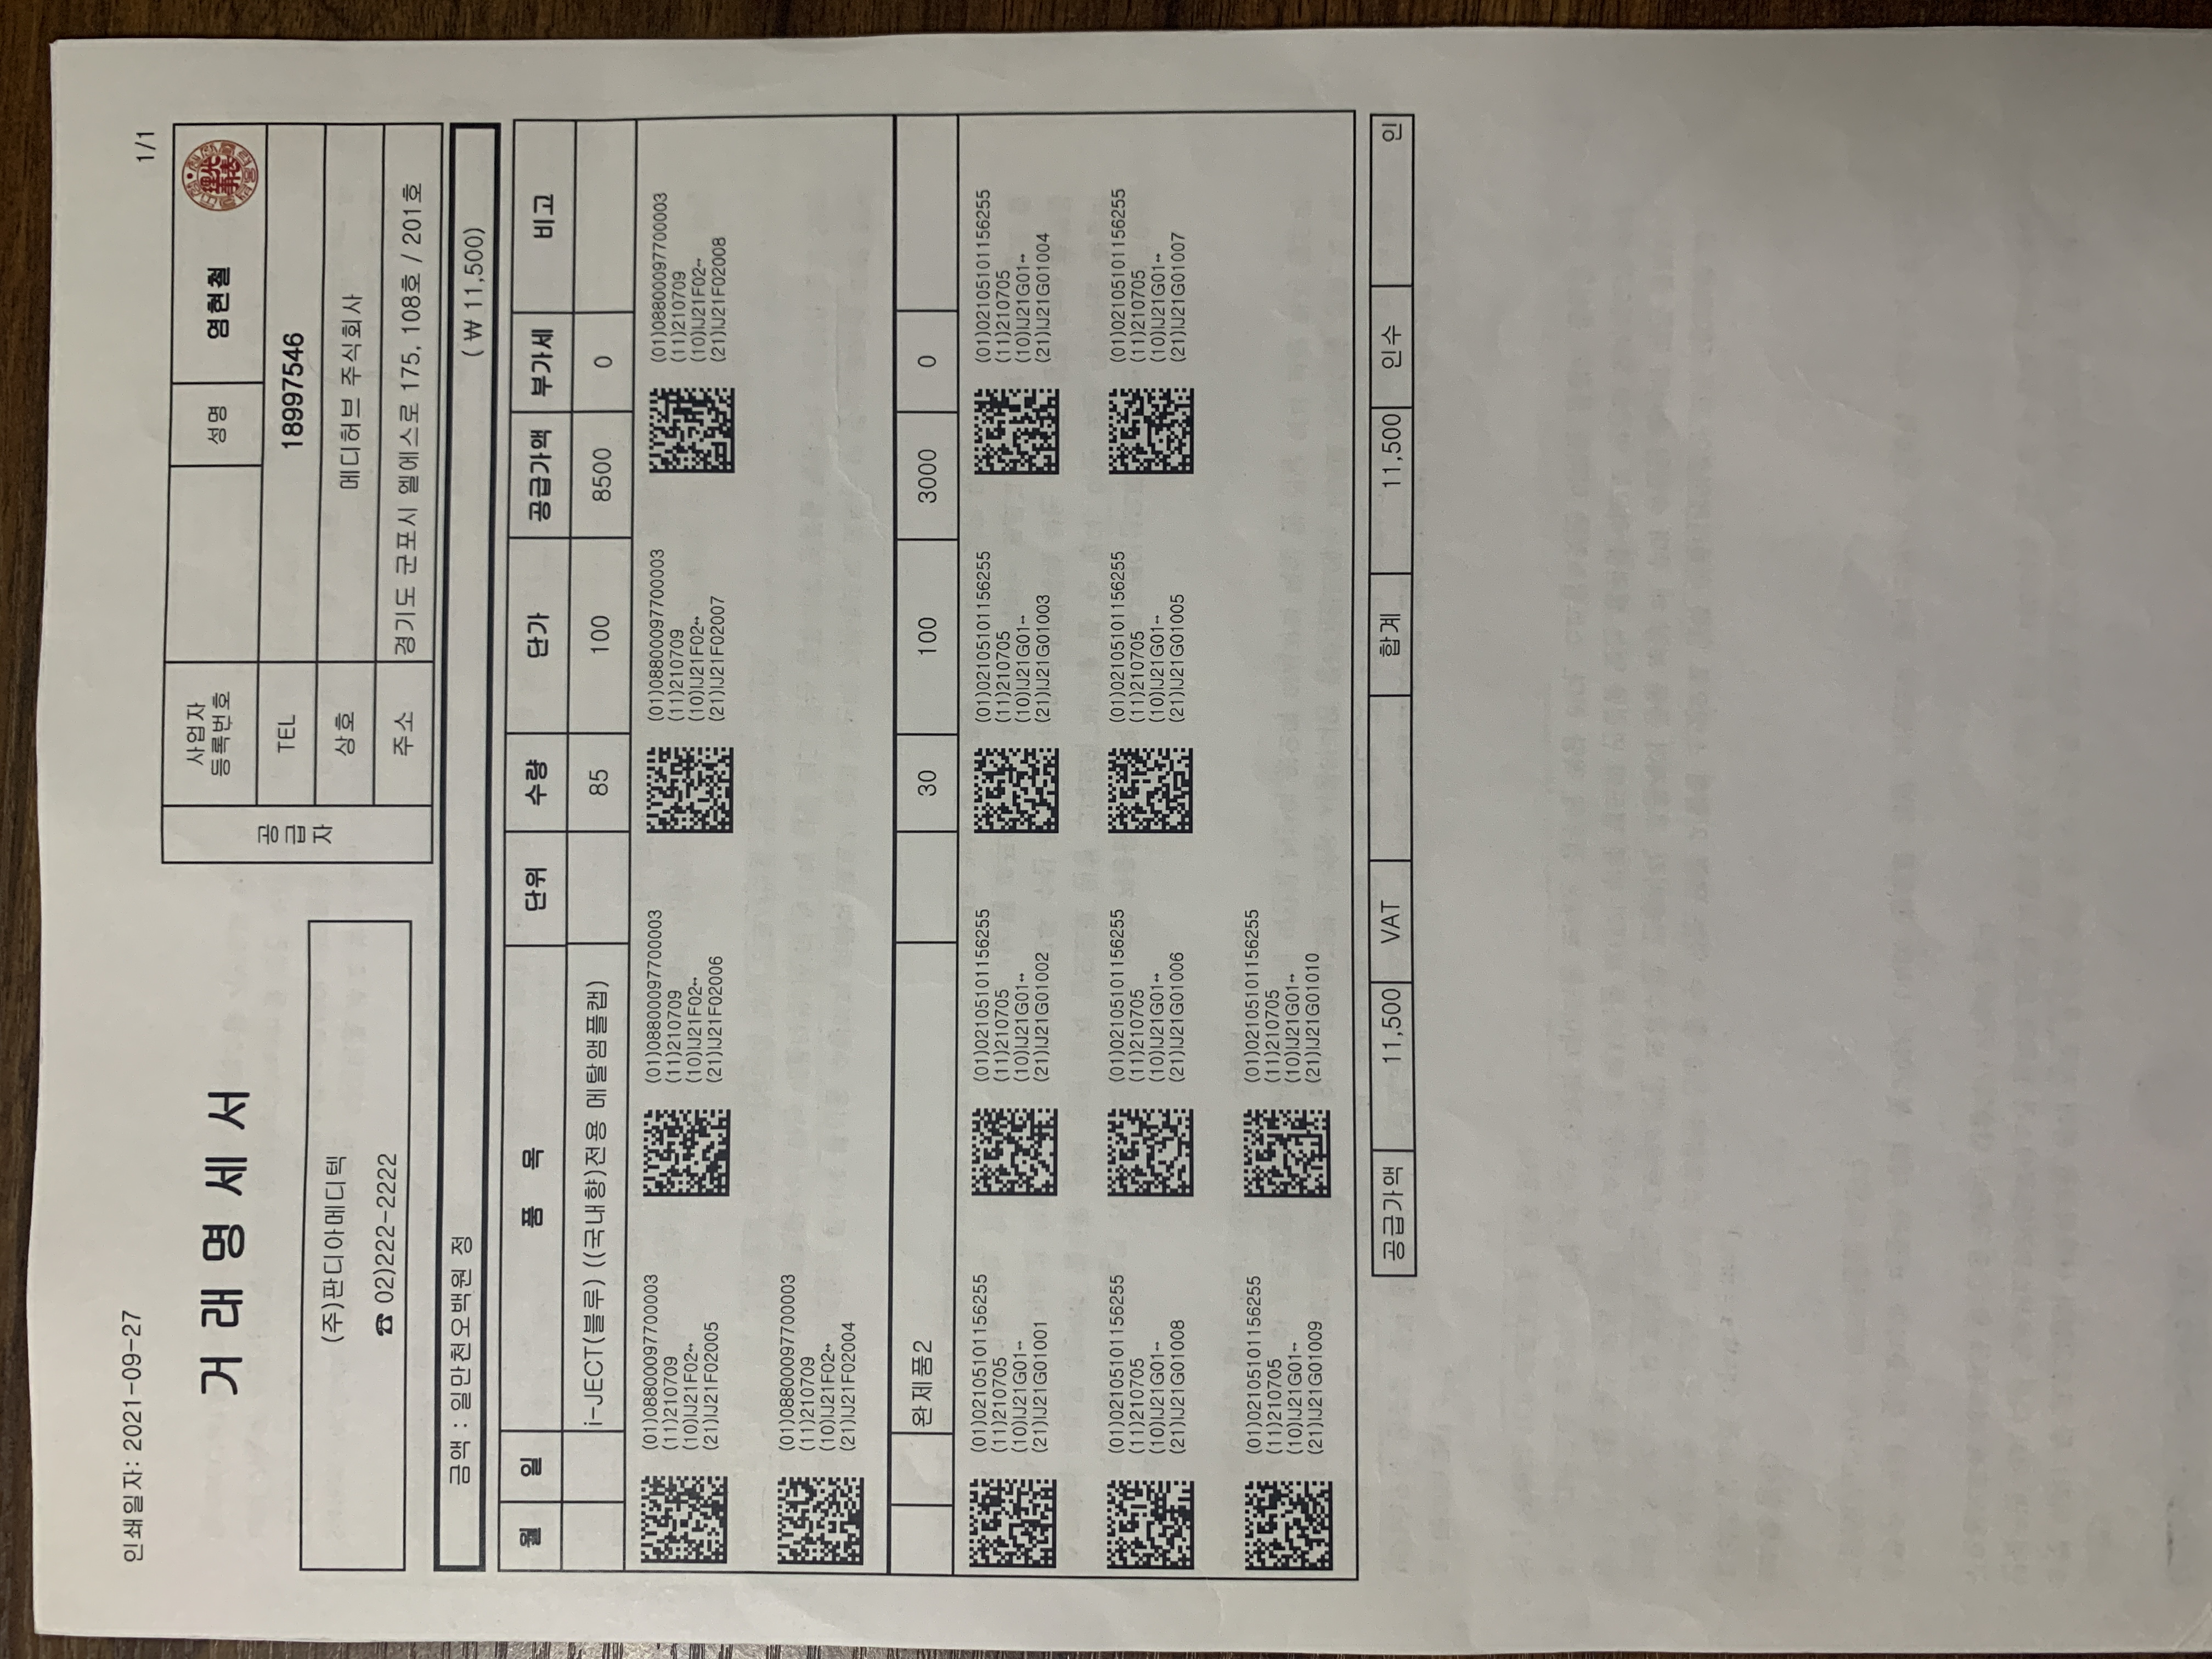 인쇄일자: 2021-09-27
1/1
거 래 명 세 서
(주)판디아메디텍
☎ 02)222-2222
공급자
사업자 등록번호 성명 염현철
TEL 18997546
상호 메디허브 주식회사
주소 경기도 군포시 엘에스로 175, 108호 / 201호
금액 : 일만천오백원 정 (₩ 11,500)
월 일 품 목 단위 수량 단가 공급가액 부가세 비고
i-JECT(블루) ((국내향)전용 메탈앰플캡) 85 100 8500 0
(01)08800097700003 (01)08800097700003 (01)08800097700003 (01)08800097700003
(11)210709 (11)210709 (11)210709 (11)210709
(10)IJ21F02↔ (10)IJ21F02↔ (10)IJ21F02↔ (10)IJ21F02↔
(21)IJ21F02005 (21)IJ21F02006 (21)IJ21F02007 (21)IJ21F02008
(01)08800097700003
(11)210709
(10)IJ21F02↔
(21)IJ21F02004
완제품2 30 100 3000 0
(01)02105101156255 (01)02105101156255 (01)02105101156255 (01)02105101156255
(11)210705 (11)210705 (11)210705 (11)210705
(10)IJ21G01↔ (10)IJ21G01↔ (10)IJ21G01↔ (10)IJ21G01↔
(21)IJ21G01001 (21)IJ21G01002 (21)IJ21G01003 (21)IJ21G01004
(01)02105101156255 (01)02105101156255 (01)02105101156255 (01)02105101156255
(11)210705 (11)210705 (11)210705 (11)210705
(10)IJ21G01↔ (10)IJ21G01↔ (10)IJ21G01↔ (10)IJ21G01↔
(21)IJ21G01008 (21)IJ21G01006 (21)IJ21G01005 (21)IJ21G01007
(01)02105101156255 (01)02105101156255
(11)210705 (11)210705
(10)IJ21G01↔ (10)IJ21G01↔
(21)IJ21G01009 (21)IJ21G01010
공급가액 11,500 VAT 합계 11,500 인수 인